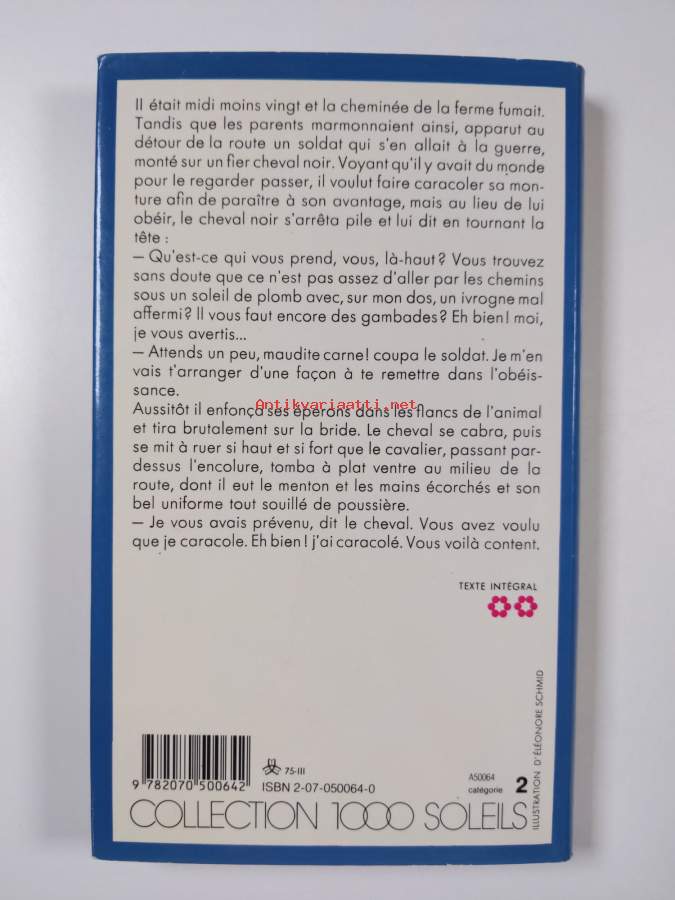 Il était midi moins vingt et la cheminée de la ferme fumait.
Tandis que les parents marmonnaient ainsi, apparut au
détour de la route un soldat qui s'en allait à la guerre,
monté sur un fier cheval noir. Voyant qu'il y avait du monde
pour le regarder passer, il voulut faire caracoler sa mon-
ture afin de paraître à son avantage, mais au lieu de lui
obéir, le cheval noir s'arrêta pile et lui dit en tournant la
tête :
— Qu'est-ce qui vous prend, vous, là-haut? Vous trouvez
sans doute que ce n'est pas assez d'aller par les chemins
sous un soleil de plomb avec, sur mon dos, un ivrogne mal
affermi? Il vous faut encore des gambades? Eh bien! moi,
je vous avertis...
— Attends un peu, maudite carne! coupa le soldat. Je m'en
vais t'arranger d'une façon à te remettre dans l'obéis-
sance.
Antikvariaatti.net
Aussitôt il enfonça ses éperons dans les flancs de l'animal
et tira brutalement sur la bride. Le cheval se cabra, puis
se mit à ruer si haut et si fort que le cavalier, passant par-
dessus l'encolure, tomba à plat ventre au milieu de la
route, dont il eut le menton et les mains écorchés et son
bel uniforme tout souillé de poussière.
— Je vous avais prévenu, dit le cheval. Vous avez voulu
que je caracole. Eh bien! j'ai caracolé. Vous voilà content.
TEXTE INTÉGRAL
ILLUSTRATION D'ÉLÉONORE SCHMID
9 782070 500642
75-III
ISBN 2-07-050064-0
A50064
catégorie 2
COLLECTION 1000 SOLEILS